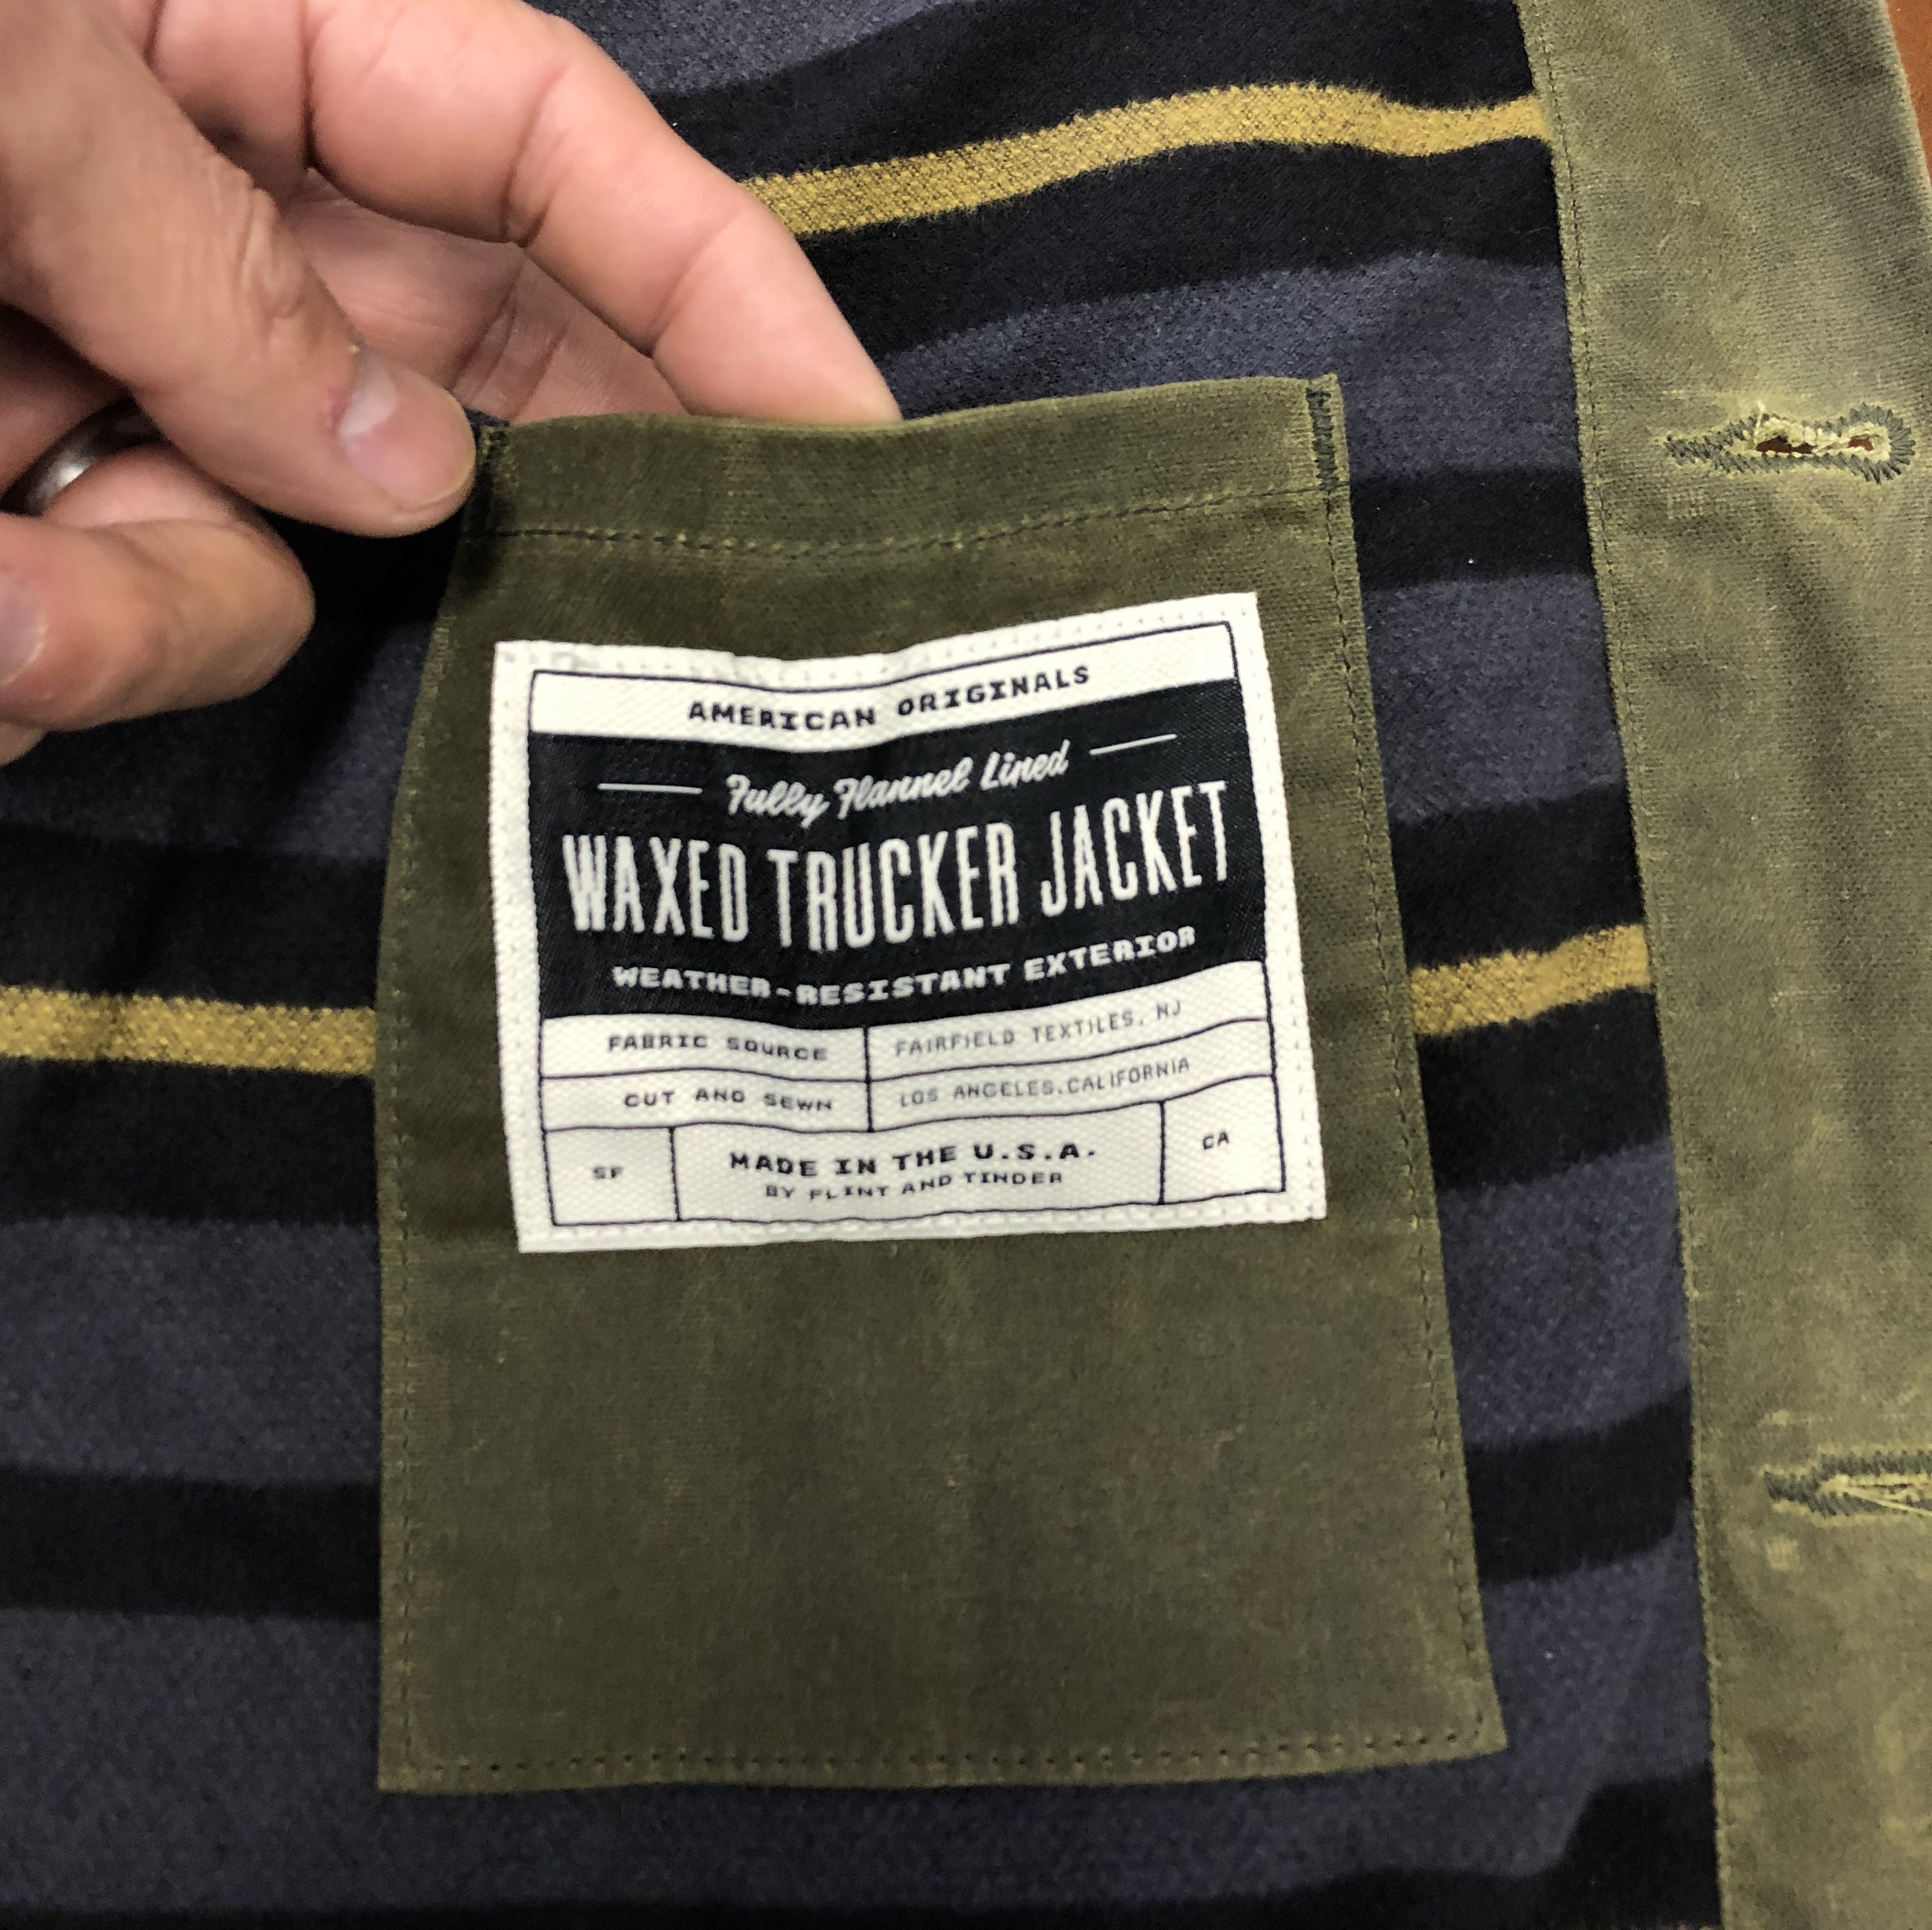 AMERICAN ORIGINALS
Fully Flannel Lined
WAXED TRUCKER JACKET
WEATHER-RESISTANT EXTERIOR
FABRIC SOURCE FAIRFIELD TEXTILES, NJ
CUT AND SEWN LOS ANGELES, CALIFORNIA
SF MADE IN THE U.S.A. CA
BY FLINT AND TINDER